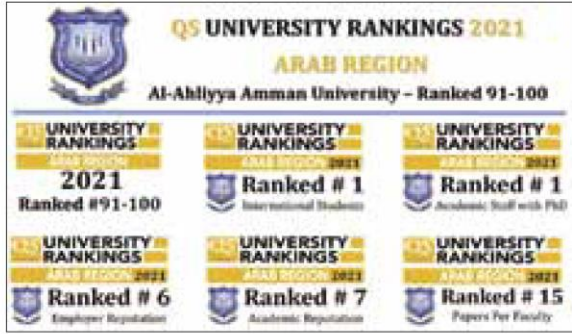 QS UNIVERSITY RANKINGS 2021
ARAB REGION
Al-Ahliyya Amman University – Ranked 91-100
QS UNIVERSITY
RANKINGS
ARAB REGION
2021
Ranked #91-100
QS UNIVERSITY
RANKINGS
ARAB REGION 2021
Ranked # 1
International Students
QS UNIVERSITY
RANKINGS
ARAB REGION 2021
Ranked # 1
Academic Staff with PhD
QS UNIVERSITY
RANKINGS
ARAB REGION 2021
Ranked # 6
Employer Reputation
QS UNIVERSITY
RANKINGS
ARAB REGION 2021
Ranked # 7
Academic Reputation
QS UNIVERSITY
RANKINGS
ARAB REGION 2021
Ranked # 15
Papers Per Faculty